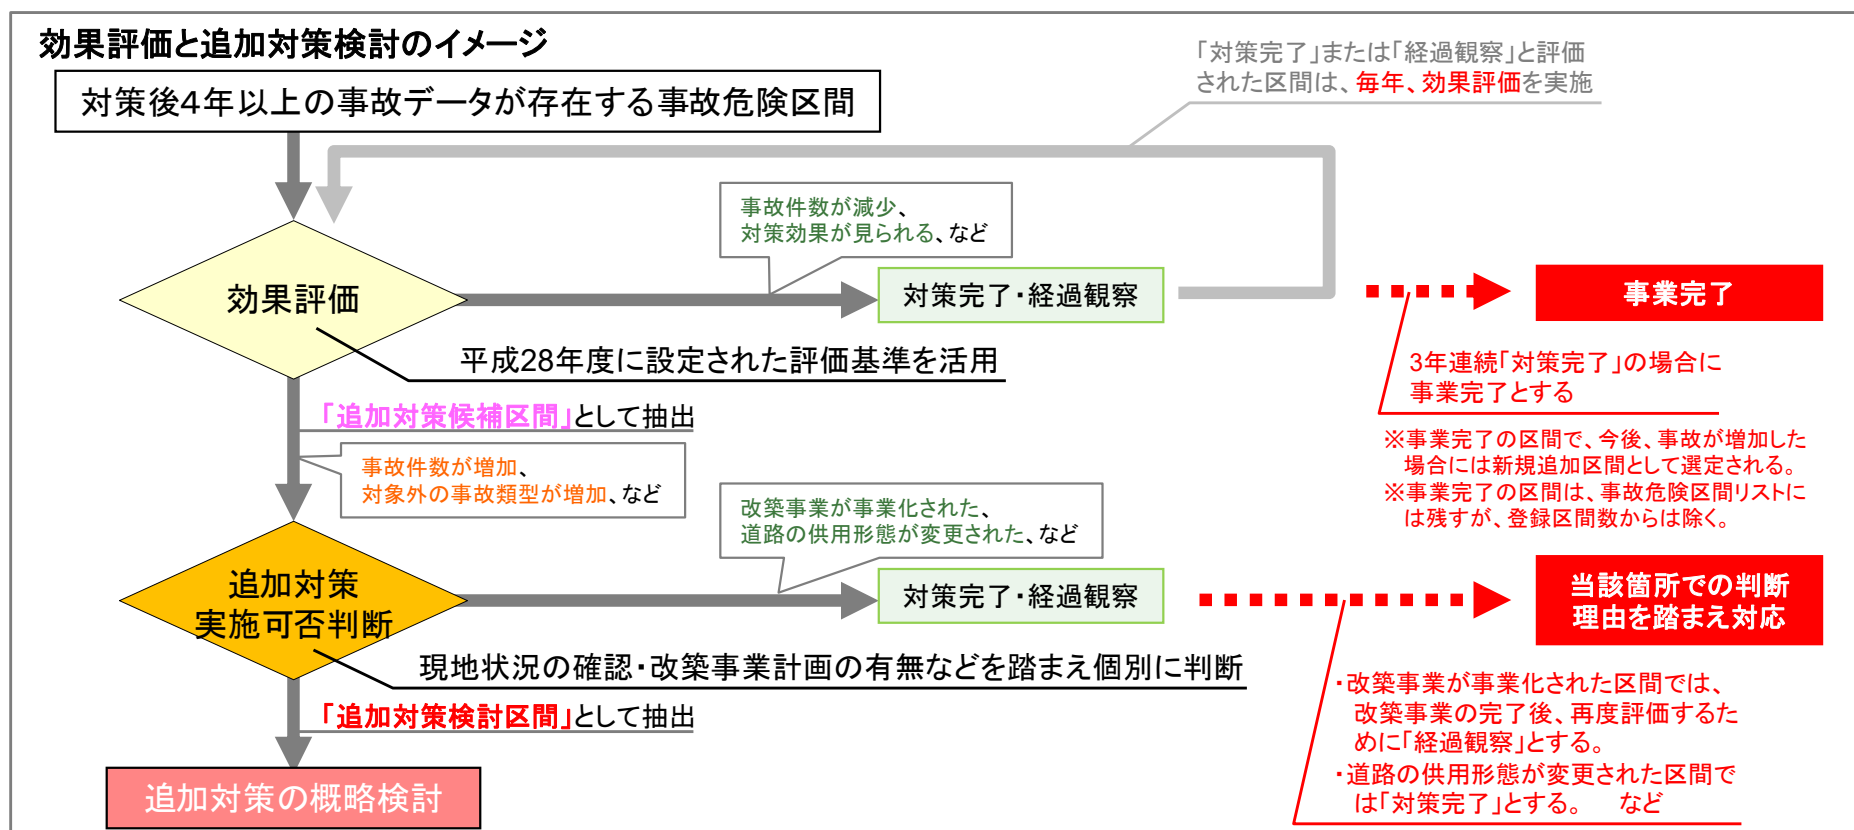 効果評価と追加対策検討のイメージ
対策後4年以上の事故データが存在する事故危険区間
「対策完了」または「経過観察」と評価
された区間は、毎年、効果評価を実施
事故件数が減少、
対策効果が見られる、など
効果評価
対策完了・経過観察
事業完了
平成28年度に設定された評価基準を活用
3年連続「対策完了」の場合に
事業完了とする
「追加対策候補区間」として抽出
※事業完了の区間で、今後、事故が増加した
場合には新規追加区間として選定される。
※事業完了の区間は、事故危険区間リストに
は残すが、登録区間数からは除く。
事故件数が増加、
対象外の事故類型が増加、など
改築事業が事業化された、
道路の供用形態が変更された、など
追加対策
実施可否判断
対策完了・経過観察
当該箇所での判断
理由を踏まえ対応
現地状況の確認・改築事業計画の有無などを踏まえ個別に判断
・改築事業が事業化された区間では、
改築事業の完了後、再度評価するた
めに「経過観察」とする。
・道路の供用形態が変更された区間で
は「対策完了」とする。 など
「追加対策検討区間」として抽出
追加対策の概略検討